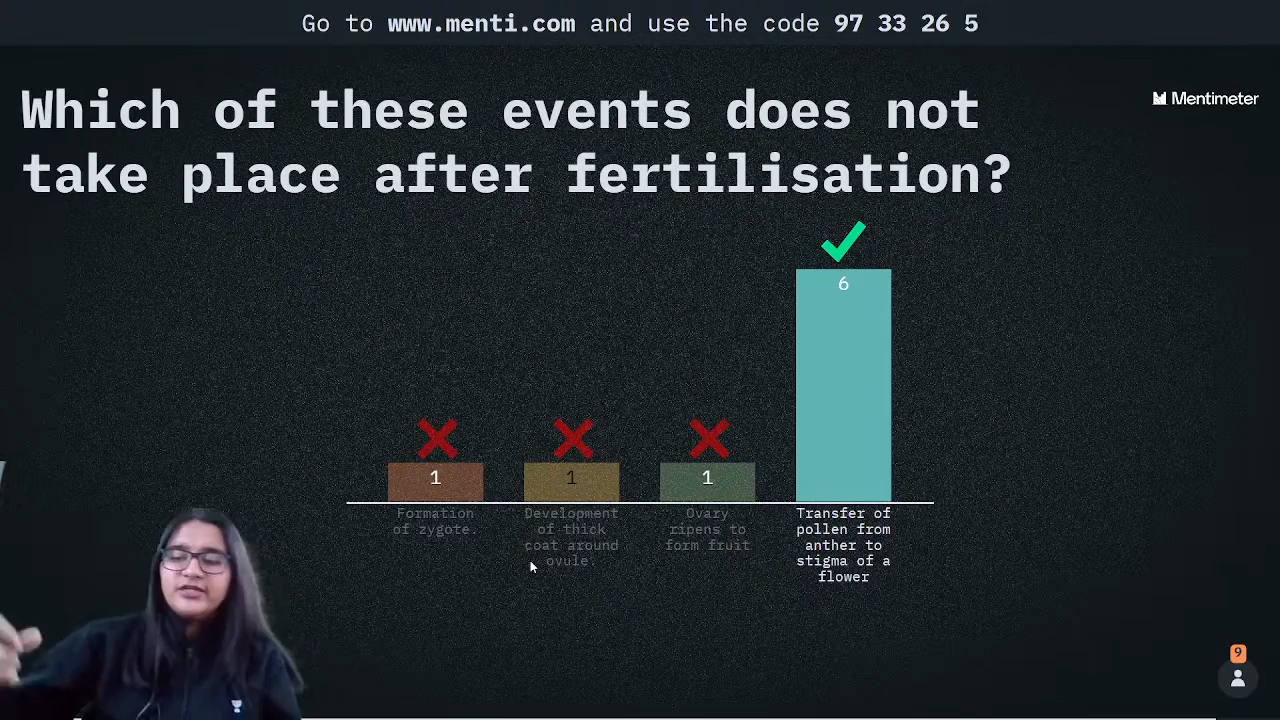 Go to www.menti.com and use the code 97 33 26 5
Which of these events does not
take place after fertilisation?
Mentimeter
6
1
1
1
Formation
of zygote.
Development
of thick
coat around
ovule.
Ovary
ripens to
form fruit
Transfer of
pollen from
anther to
stigma of a
flower
9